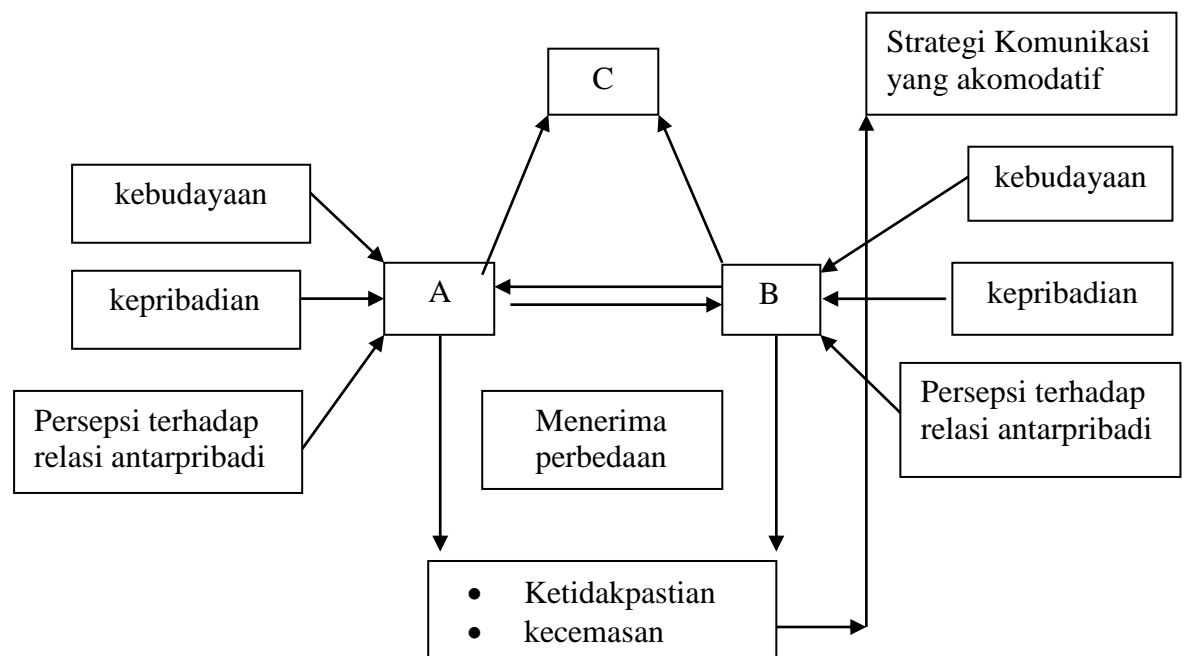 Strategi Komunikasi
yang akomodatif
C
kebudayaan
kebudayaan
kepribadian
A
B
kepribadian
Persepsi terhadap
relasi antarpribadi
Menerima
perbedaan
Persepsi terhadap
relasi antarpribadi
• Ketidakpastian
• kecemasan